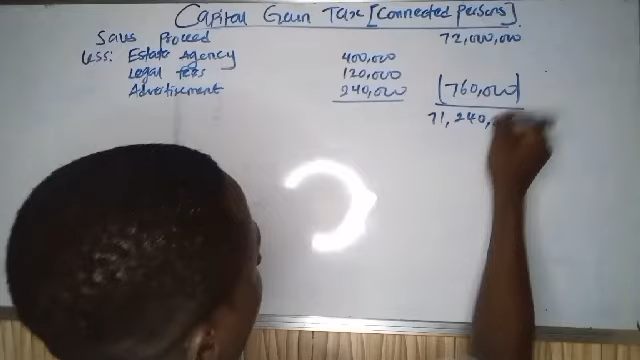 Capital Gain Tax [Connected Persons]
Sales Proceed 72,000,000
Less: Estate Agency 400,000
Legal fees 120,000
Advertisement 240,000 (760,000)
71,240,